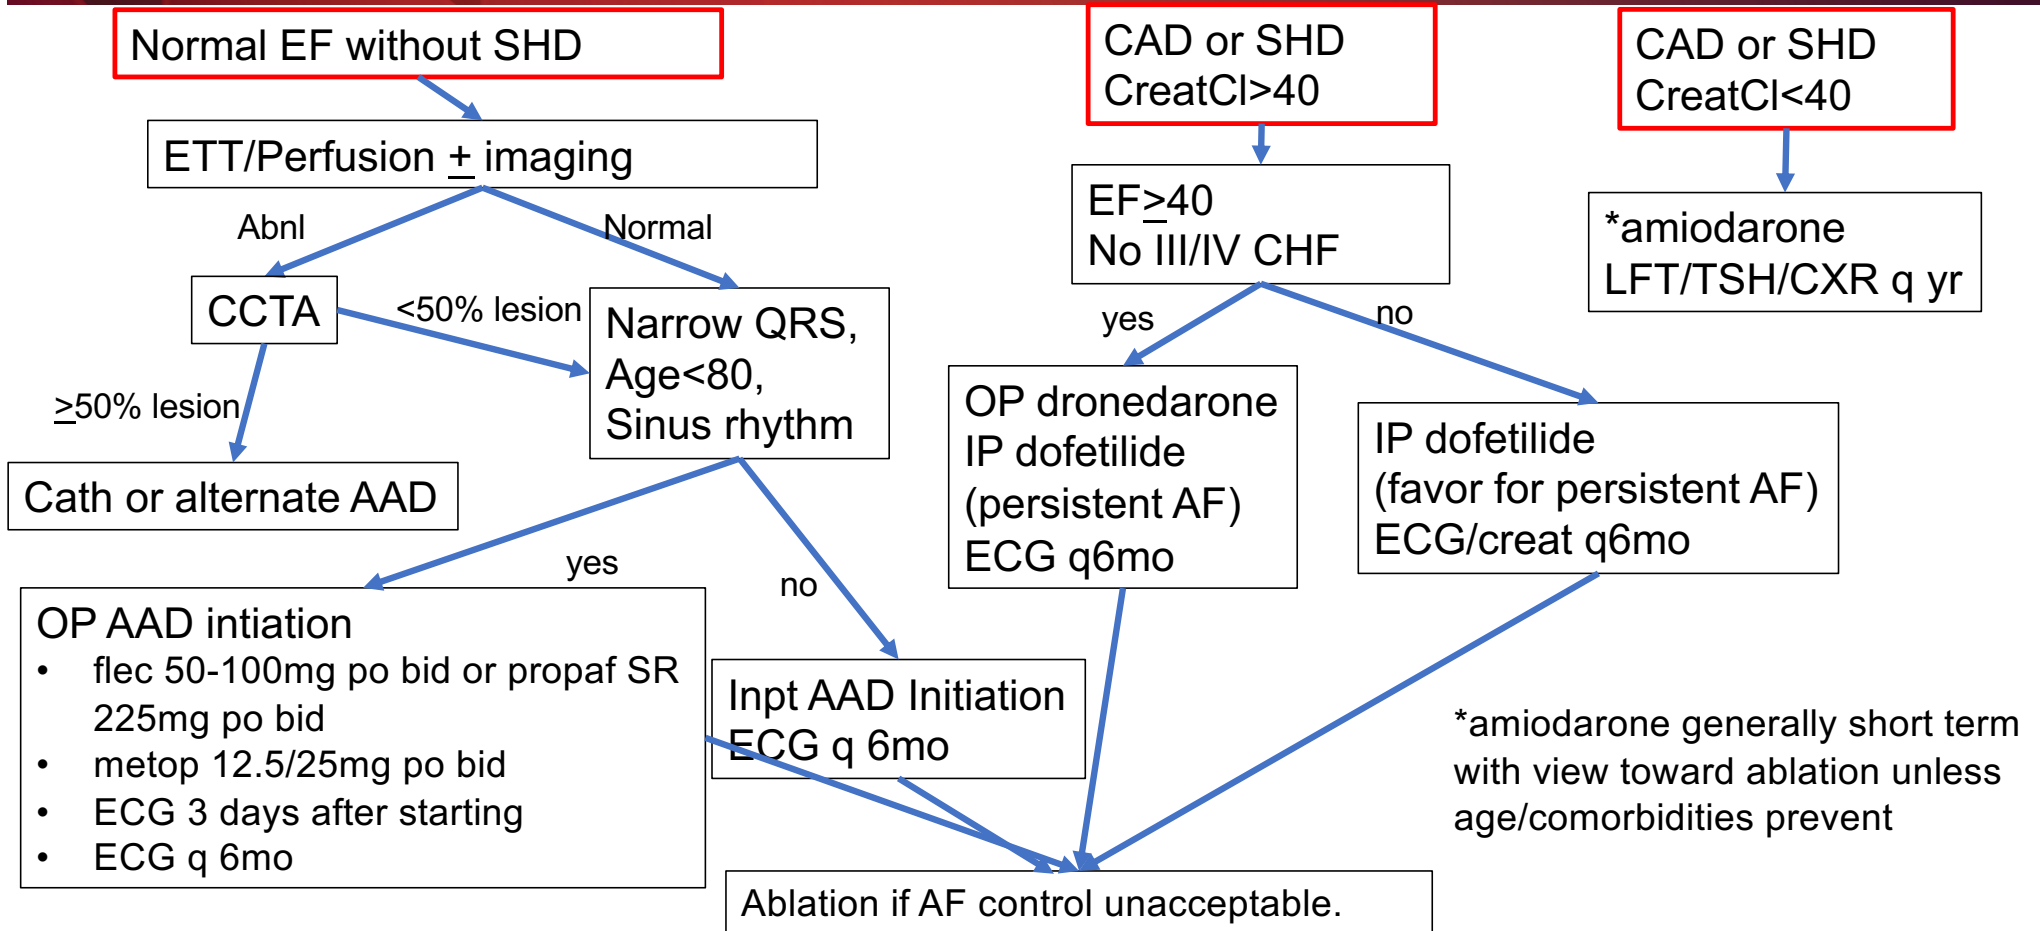 Normal EF without SHD
ETT/Perfusion ± imaging
Abnl
Normal
CCTA
<50% lesion
≥50% lesion
Cath or alternate AAD
Narrow QRS,
Age<80,
Sinus rhythm
yes
no
OP AAD intiation
• flec 50-100mg po bid or propaf SR
225mg po bid
• metop 12.5/25mg po bid
• ECG 3 days after starting
• ECG q 6mo
Inpt AAD Initiation
ECG q 6mo
CAD or SHD
CreatCl>40
EF≥40
No III/IV CHF
yes
no
OP dronedarone
IP dofetilide
(persistent AF)
ECG q6mo
IP dofetilide
(favor for persistent AF)
ECG/creat q6mo
CAD or SHD
CreatCl<40
*amiodarone
LFT/TSH/CXR q yr
*amiodarone generally short term
with view toward ablation unless
age/comorbidities prevent
Ablation if AF control unacceptable.